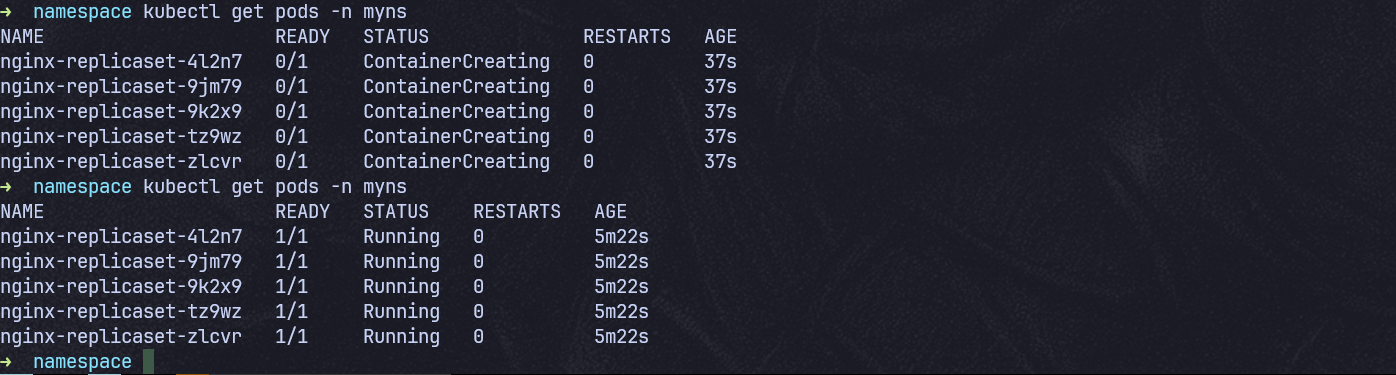 → namespace kubectl get pods -n myns
NAME READY STATUS RESTARTS AGE
nginx-replicaset-4l2n7 0/1 ContainerCreating 0 37s
nginx-replicaset-9jm79 0/1 ContainerCreating 0 37s
nginx-replicaset-9k2x9 0/1 ContainerCreating 0 37s
nginx-replicaset-tz9wz 0/1 ContainerCreating 0 37s
nginx-replicaset-zlcvr 0/1 ContainerCreating 0 37s
→ namespace kubectl get pods -n myns
NAME READY STATUS RESTARTS AGE
nginx-replicaset-4l2n7 1/1 Running 0 5m22s
nginx-replicaset-9jm79 1/1 Running 0 5m22s
nginx-replicaset-9k2x9 1/1 Running 0 5m22s
nginx-replicaset-tz9wz 1/1 Running 0 5m22s
nginx-replicaset-zlcvr 1/1 Running 0 5m22s
→ namespace